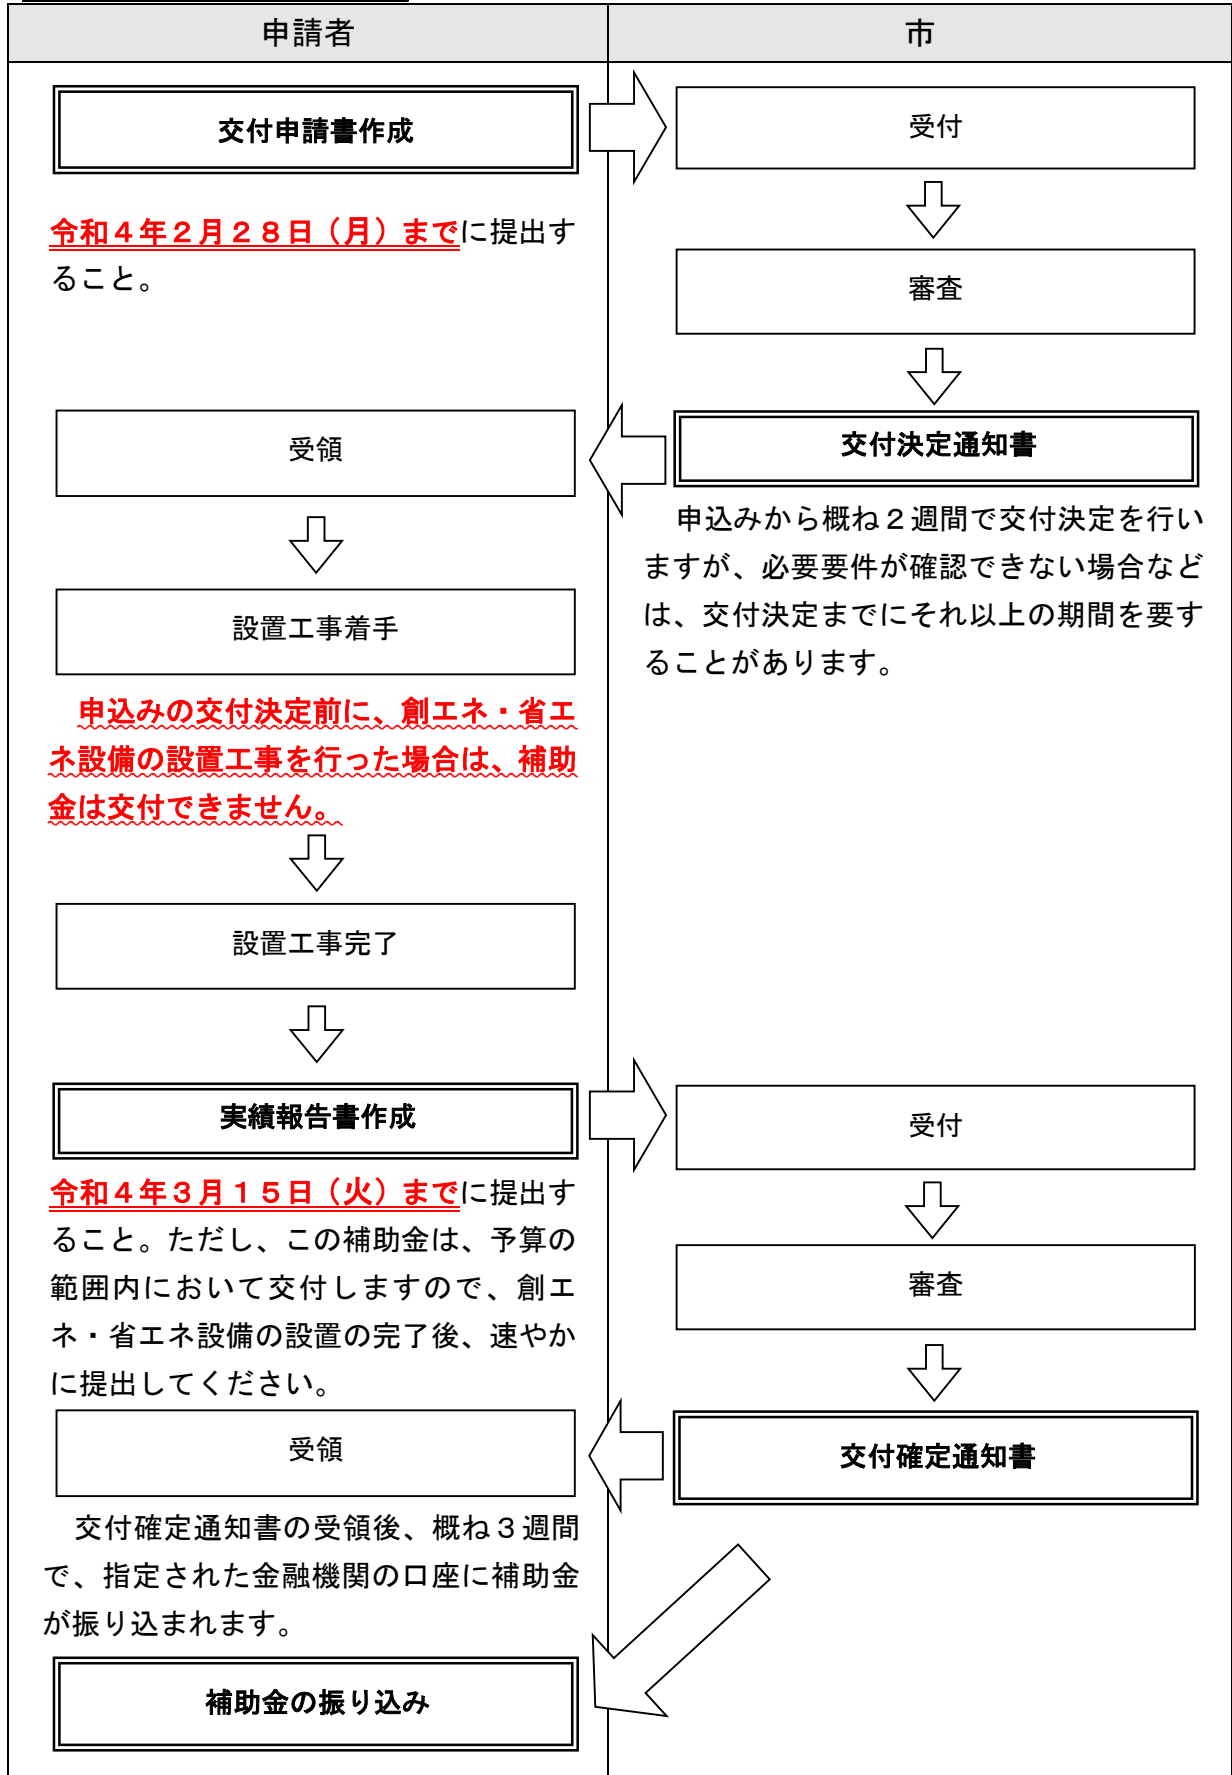 申請者
市
交付申請書作成
受付
令和４年２月２８日（月）までに提出す
ること。
審査
交付決定通知書
受領
申込みから概ね２週間で交付決定を行い
ますが、必要要件が確認できない場合など
は、交付決定までにそれ以上の期間を要す
ることがあります。
設置工事着手
申込みの交付決定前に、創エネ・省エ
ネ設備の設置工事を行った場合は、補助
金は交付できません。
設置工事完了
実績報告書作成
受付
令和４年３月１５日（火）までに提出す
ること。ただし、この補助金は、予算の
範囲内において交付しますので、創エ
ネ・省エネ設備の設置の完了後、速やか
に提出してください。
審査
交付確定通知書
受領
交付確定通知書の受領後、概ね３週間
で、指定された金融機関の口座に補助金
が振り込まれます。
補助金の振り込み